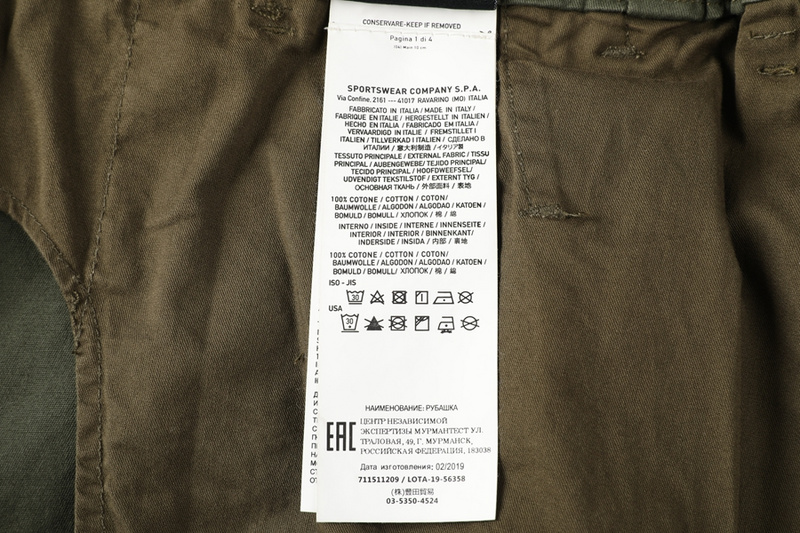 CONSERVARE-KEEP IF REMOVED
Pagina 1 di 4
SPORTSWEAR COMPANY S.P.A.
Via Confine, 2161 --- 41017 RAVARINO (MO) ITALIA
FABBRICATO IN ITALIA / MADE IN ITALY /
FABRIQUE EN ITALIE / HERGESTELLT IN ITALIEN /
HECHO EN ITALIA / FABRICADO EM ITALIA /
VERVAARDIGD IN ITALIE / FREMSTILLET I
ITALIEN / TILLVERKAD I ITALIEN / СДЕЛАНО В
ИТАЛИИ / 意大利制造 / イタリア製
TESSUTO PRINCIPALE / EXTERNAL FABRIC / TISSU
PRINCIPAL / AUBENGEWEBE / TEJIDO PRINCIPAL/
TECIDO PRINCIPAL / HOOFDWEEFSEL/
UDVENDIGT TEKSTILSTOF / EXTERNT TYG /
ОСНОВНАЯ ТКАНЬ / 外部面料 / 表地
100% COTONE / COTTON / COTON/
BAUMWOLLE / ALGODON / ALGODAO / KATOEN /
BOMULD / BOMULL / ХЛОПОК / 棉 / 綿
INTERNO / INSIDE / INTERNE / INNENSEITE /
INTERIOR / INTERIOR / BINNENKANT/
INDERSIDE / INSIDA / 内部 / 裏地
100% COTONE / COTTON / COTON/
BAUMWOLLE / ALGODON / ALGODAO / KATOEN /
BOMULD / BOMULL/ ХЛОПОК / 棉 / 綿
ISO - JIS
30
USA
30
НАИМЕНОВАНИЕ: РУБАШКА
EAC
ЦЕНТР НЕЗАВИСИМОЙ
ЭКСПЕРТИЗЫ МУРМАНТЕСТ УЛ.
ТРАЛОВАЯ, 49, Г. МУРМАНСК,
РОССИЙСКАЯ ФЕДЕРАЦИЯ, 183038
Дата изготовления: 02/2019
711511209 / LOTA-19-56358
(株)豊田貿易
03-5350-4524